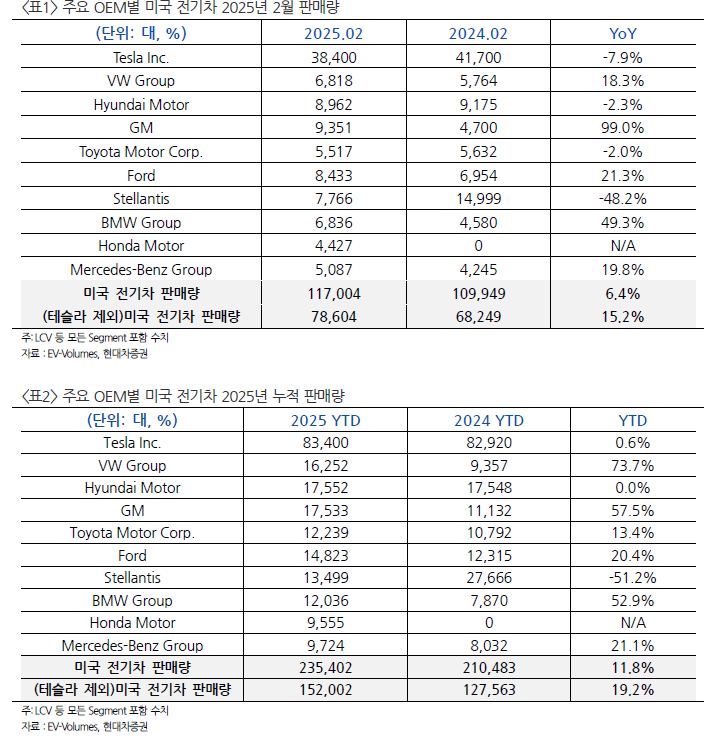 <표1> 주요 OEM별 미국 전기차 2025년 2월 판매량
(단위: 대, %) 2025.02 2024.02 YoY
Tesla Inc. 38,400 41,700 -7.9%
VW Group 6,818 5,764 18.3%
Hyundai Motor 8,962 9,175 -2.3%
GM 9,351 4,700 99.0%
Toyota Motor Corp. 5,517 5,632 -2.0%
Ford 8,433 6,954 21.3%
Stellantis 7,766 14,999 -48.2%
BMW Group 6,836 4,580 49.3%
Honda Motor 4,427 0 N/A
Mercedes-Benz Group 5,087 4,245 19.8%
미국 전기차 판매량 117,004 109,949 6.4%
(테슬라 제외)미국 전기차 판매량 78,604 68,249 15.2%
주: LCV 등 모든 Segment 포함 수치
자료 : EV-Volumes, 현대차증권
<표2> 주요 OEM별 미국 전기차 2025년 누적 판매량
(단위: 대, %) 2025 YTD 2024 YTD YTD
Tesla Inc. 83,400 82,920 0.6%
VW Group 16,252 9,357 73.7%
Hyundai Motor 17,552 17,548 0.0%
GM 17,533 11,132 57.5%
Toyota Motor Corp. 12,239 10,792 13.4%
Ford 14,823 12,315 20.4%
Stellantis 13,499 27,666 -51.2%
BMW Group 12,036 7,870 52.9%
Honda Motor 9,555 0 N/A
Mercedes-Benz Group 9,724 8,032 21.1%
미국 전기차 판매량 235,402 210,483 11.8%
(테슬라 제외)미국 전기차 판매량 152,002 127,563 19.2%
주: LCV 등 모든 Segment 포함 수치
자료 : EV-Volumes, 현대차증권